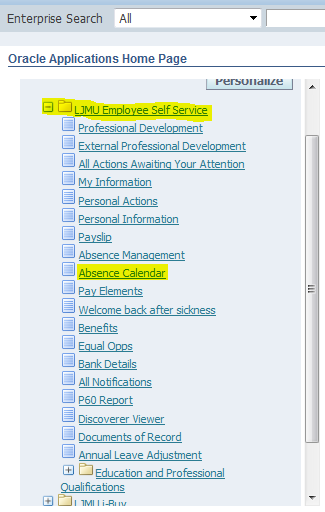 Enterprise Search All
Oracle Applications Home Page
Personalize
LJMU Employee Self Service
Professional Development
External Professional Development
All Actions Awaiting Your Attention
My Information
Personal Actions
Personal Information
Payslip
Absence Management
Absence Calendar
Pay Elements
Welcome back after sickness
Benefits
Equal Opps
Bank Details
All Notifications
P60 Report
Discoverer Viewer
Documents of Record
Annual Leave Adjustment
Education and Professional
Qualifications
LJMU i-Buy